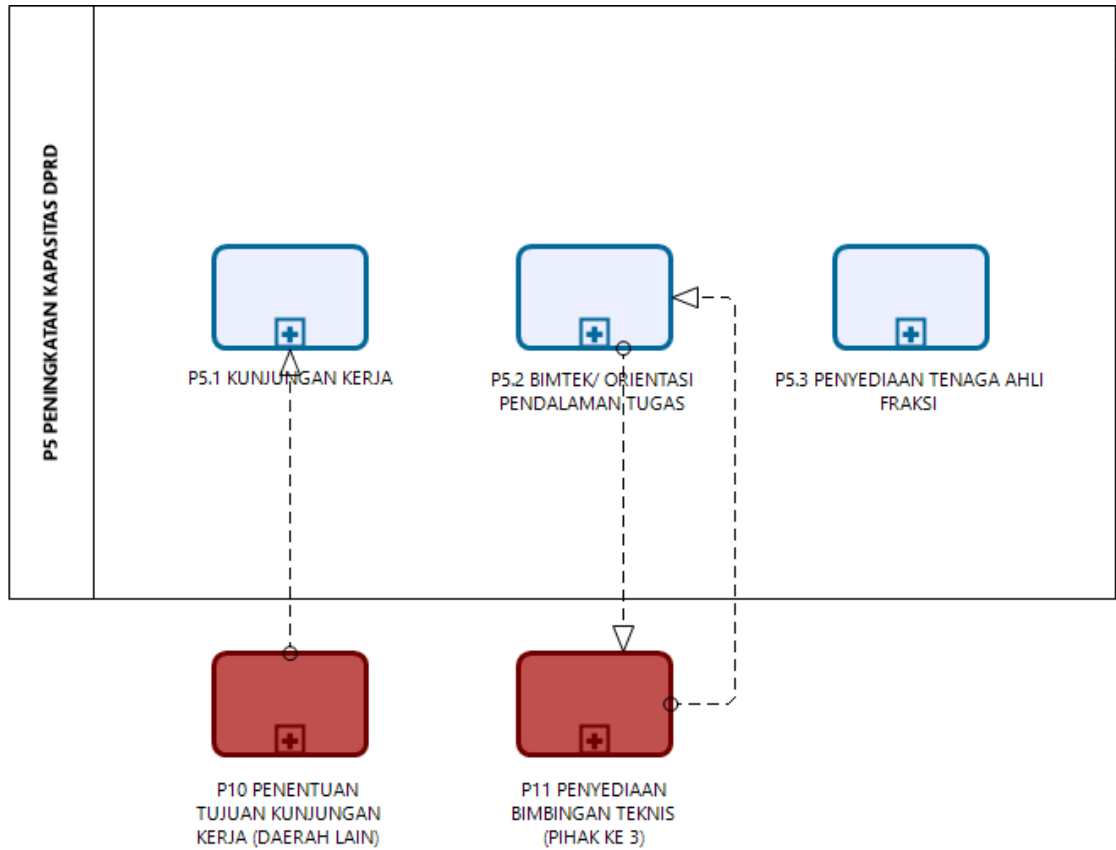 P5 PENINGKATAN KAPASITAS DPRD
P5.1 KUNJUNGAN KERJA
P5.2 BIMTEK/ ORIENTASI
PENDALAMAN TUGAS
P5.3 PENYEDIAAN TENAGA AHLI
FRAKSI
P10 PENENTUAN
TUJUAN KUNJUNGAN
KERJA (DAERAH LAIN)
P11 PENYEDIAAN
BIMBINGAN TEKNIS
(PIHAK KE 3)